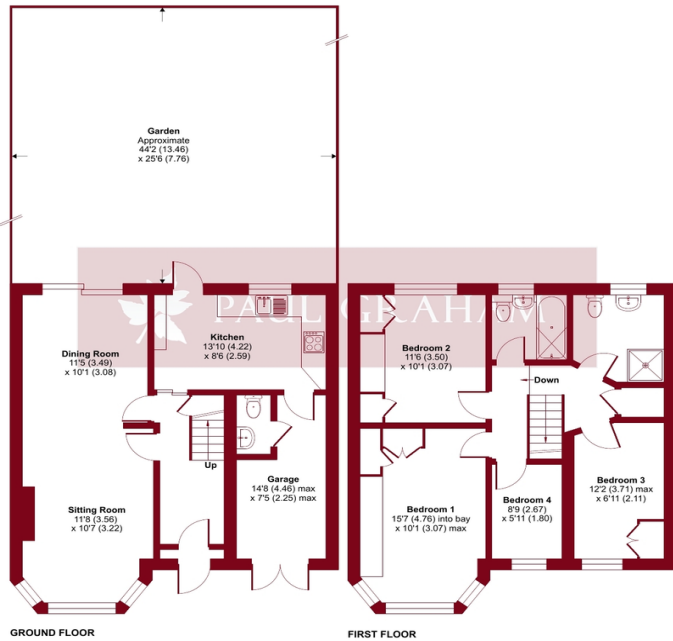 Garden
Approximate
44'2 (13.46)
x 25'6 (7.76)
PAUL GRAHAM
Kitchen
13'10 (4.22)
x 8'6 (2.59)
Dining Room
11'5 (3.49)
x 10'1 (3.08)
Up
Garage
14'8 (4.46) max
x 7'5 (2.25) max
Sitting Room
11'8 (3.56)
x 10'7 (3.22)
GROUND FLOOR
Bedroom 2
11'6 (3.50)
x 10'1 (3.07)
Down
Bedroom 3
12'2 (3.71) max
x 6'11 (2.11)
Bedroom 4
8'9 (2.67)
x 5'11 (1.80)
Bedroom 1
15'7 (4.76) into bay
x 10'1 (3.07) max
FIRST FLOOR